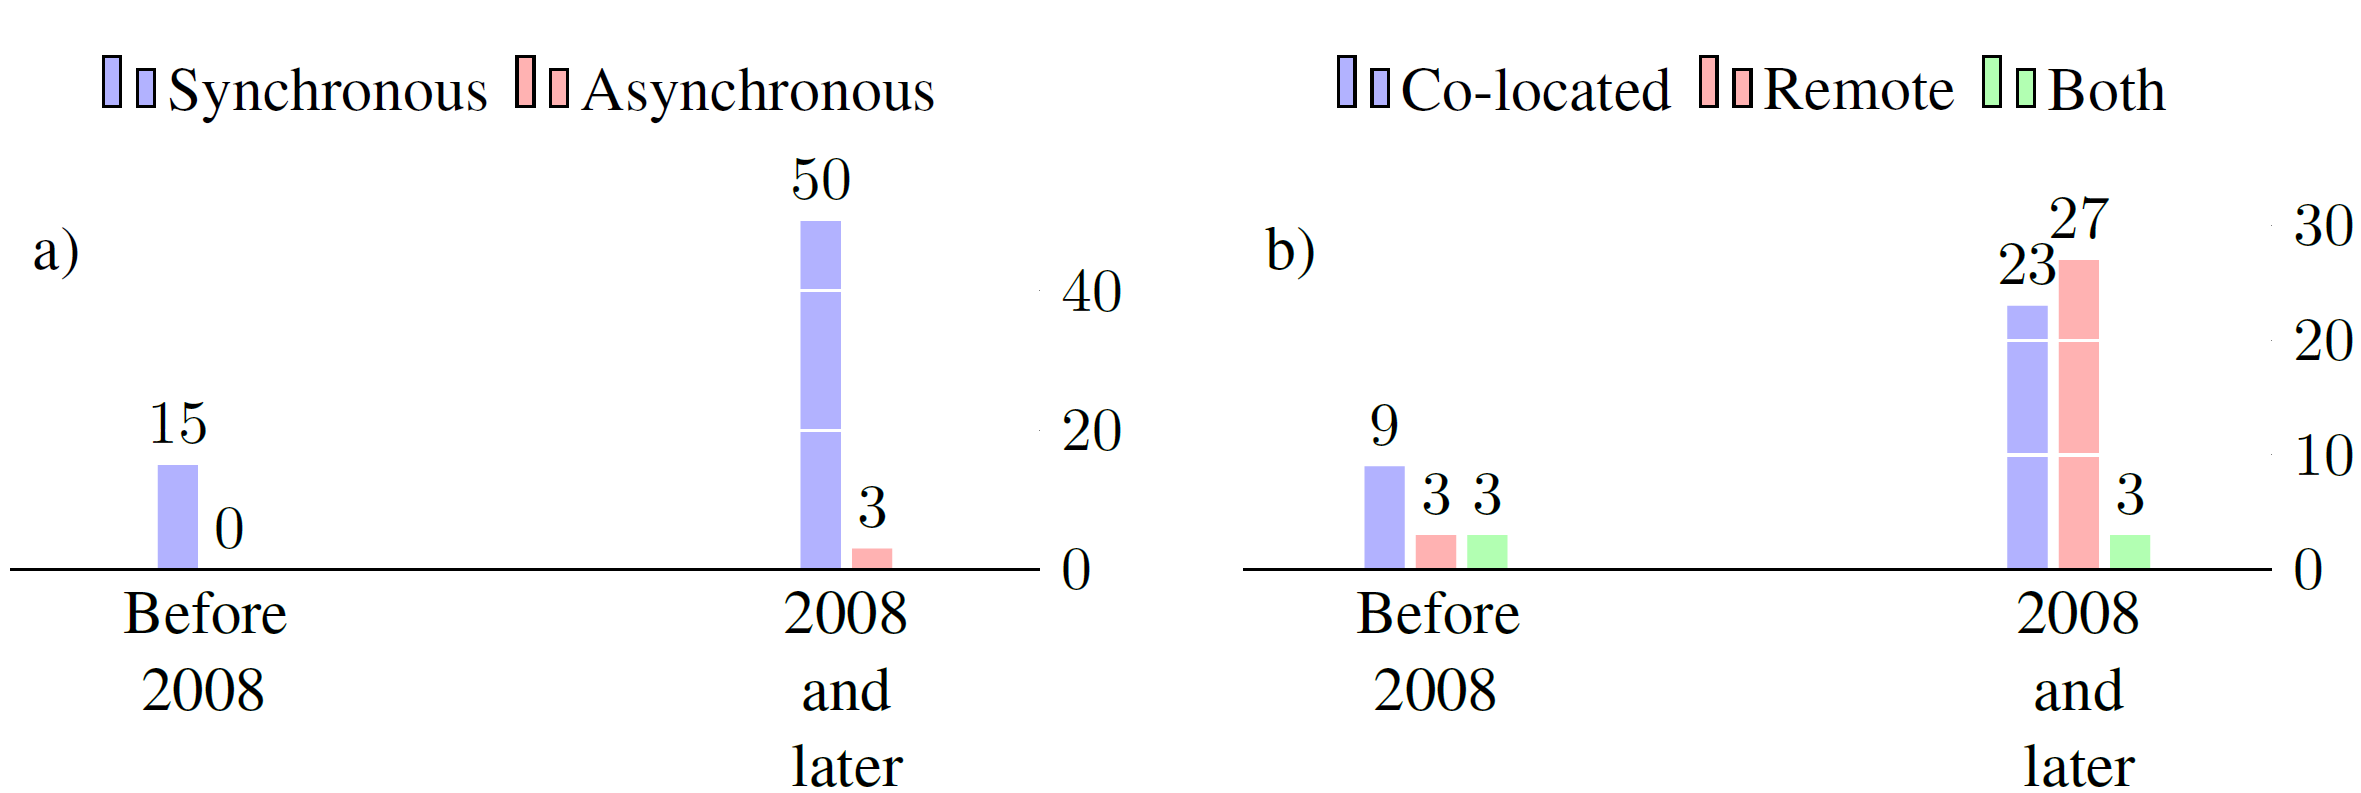 Synchronous Asynchronous
a)
50
15
0
3
40
20
0
Before
2008
2008
and
later
Co-located Remote Both
b)
9
3
3
23
27
3
30
20
10
0
Before
2008
2008
and
later